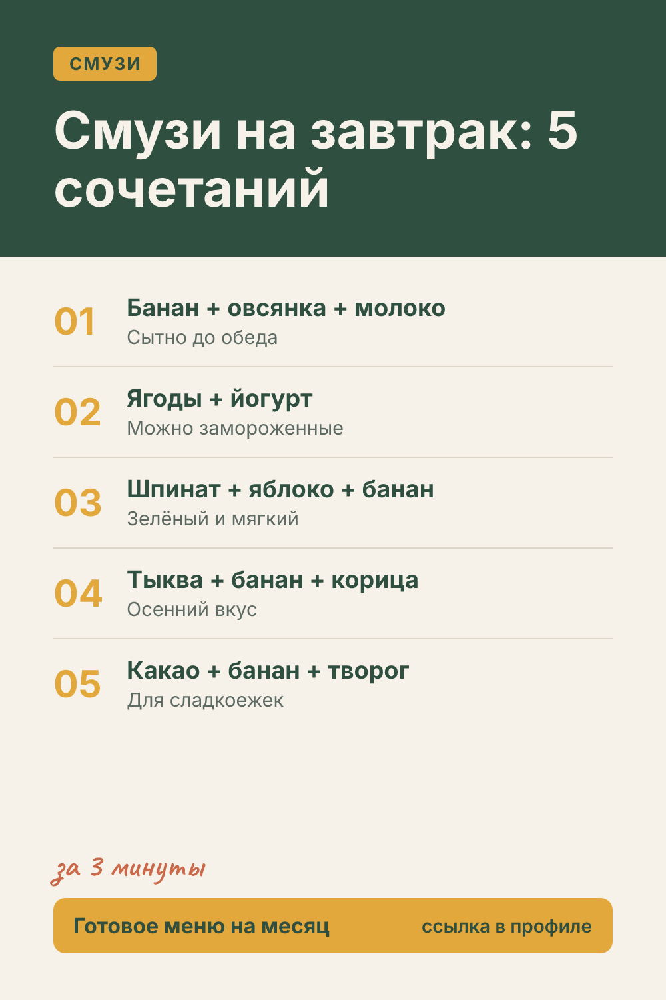 СМУЗИ
Смузи на завтрак: 5
сочетаний
01
Банан + овсянка + молоко
Сытно до обеда
02
Ягоды + йогурт
Можно замороженные
03
Шпинат + яблоко + банан
Зелёный и мягкий
04
Тыква + банан + корица
Осенний вкус
05
Какао + банан + творог
Для сладкоежек
за 3 минуты
Готовое меню на месяц
ссылка в профиле